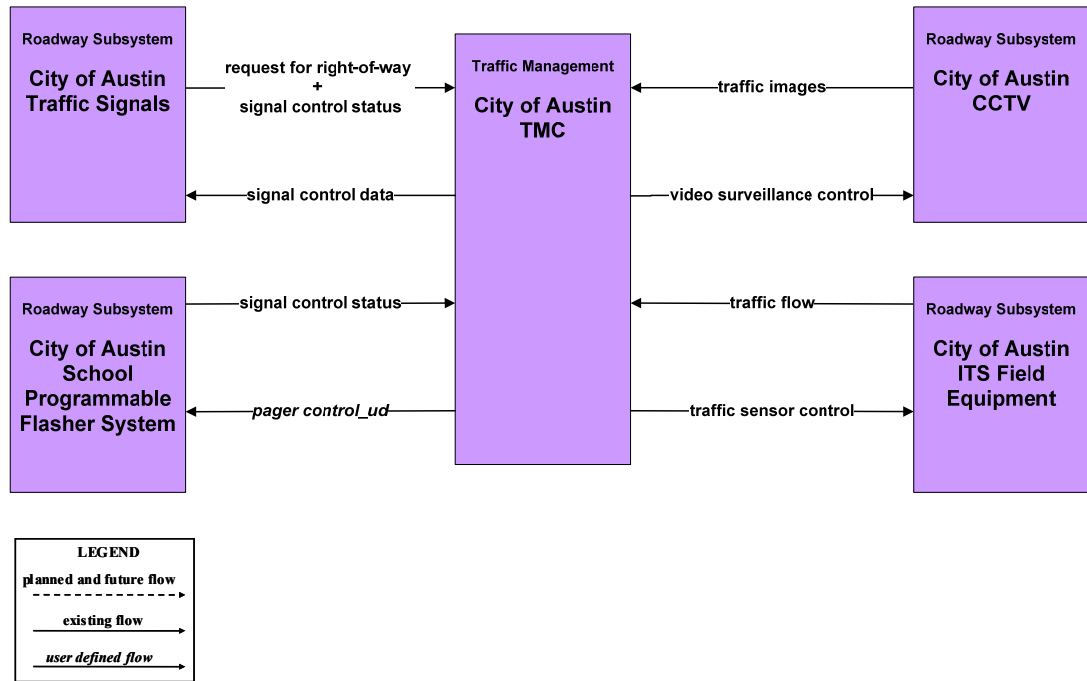 Roadway Subsystem
City of Austin
Traffic Signals
request for right-of-way
+
signal control status
signal control data
Traffic Management
City of Austin
TMC
traffic images
video surveillance control
Roadway Subsystem
City of Austin
CCTV
Roadway Subsystem
City of Austin
School
Programmable
Flasher System
signal control status
pager control_ud
traffic flow
traffic sensor control
Roadway Subsystem
City of Austin
ITS Field
Equipment
LEGEND
planned and future flow
existing flow
user defined flow